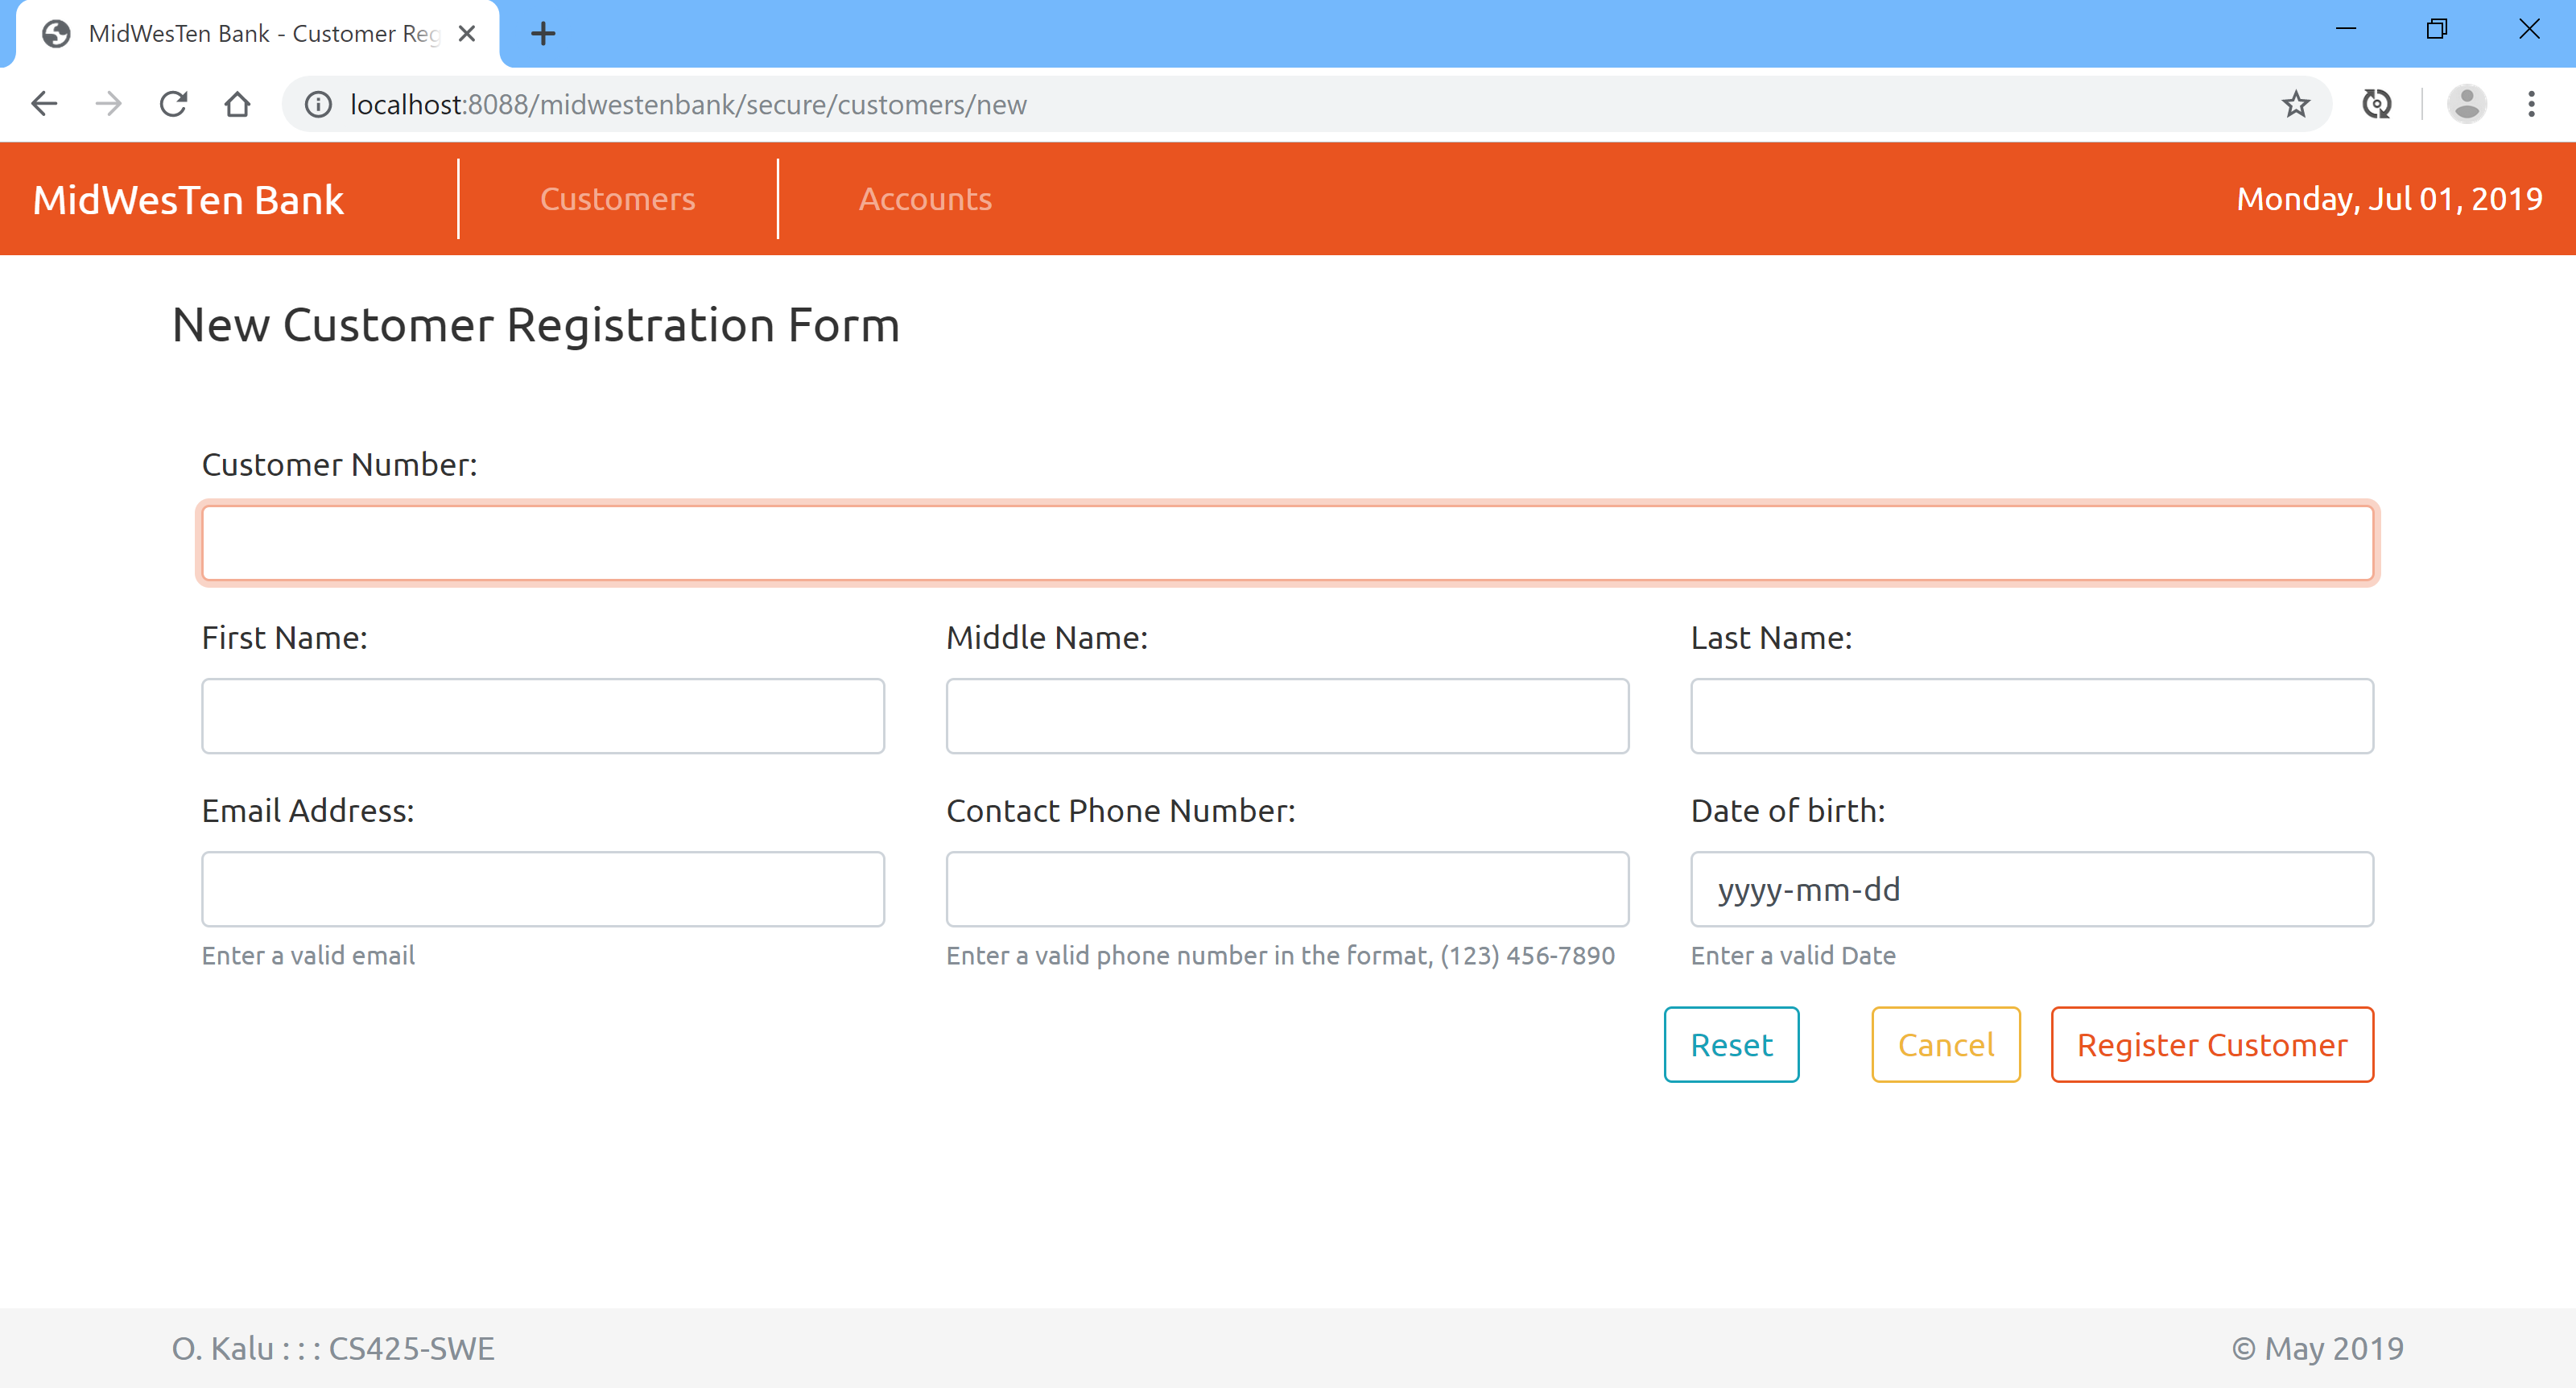 MidWesTen Bank - Customer Reg
localhost:8088/midwestenbank/secure/customers/new
MidWesTen Bank Customers Accounts Monday, Jul 01, 2019
New Customer Registration Form
Customer Number:
First Name: Middle Name: Last Name:
Email Address: Contact Phone Number: Date of birth:
yyyy-mm-dd
Enter a valid email Enter a valid phone number in the format, (123) 456-7890 Enter a valid Date
Reset Cancel Register Customer
O. Kalu : : : CS425-SWE © May 2019